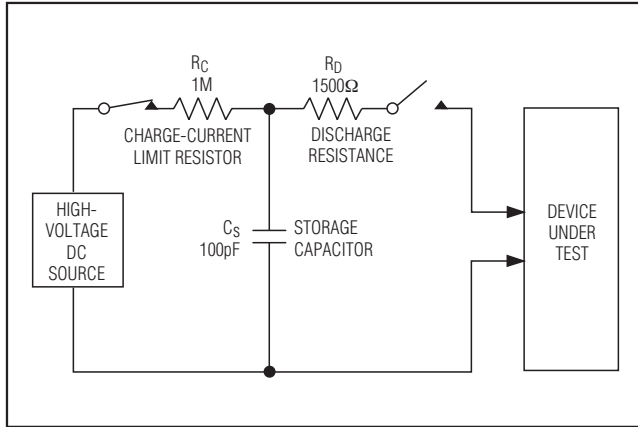 RC
1M
CHARGE-CURRENT
LIMIT RESISTOR
RD
1500Ω
DISCHARGE
RESISTANCE
HIGH-
VOLTAGE
DC
SOURCE
CS
100pF
STORAGE
CAPACITOR
DEVICE
UNDER
TEST